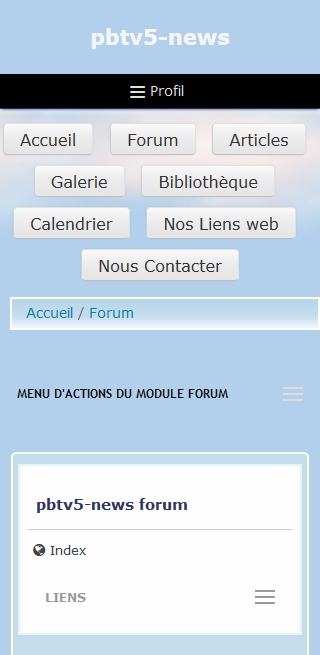 pbtv5-news
Profil
Accueil Forum Articles
Galerie Bibliothèque
Calendrier Nos Liens web
Nous Contacter
Accueil / Forum
MENU D'ACTIONS DU MODULE FORUM
pbtv5-news forum
Index
LIENS